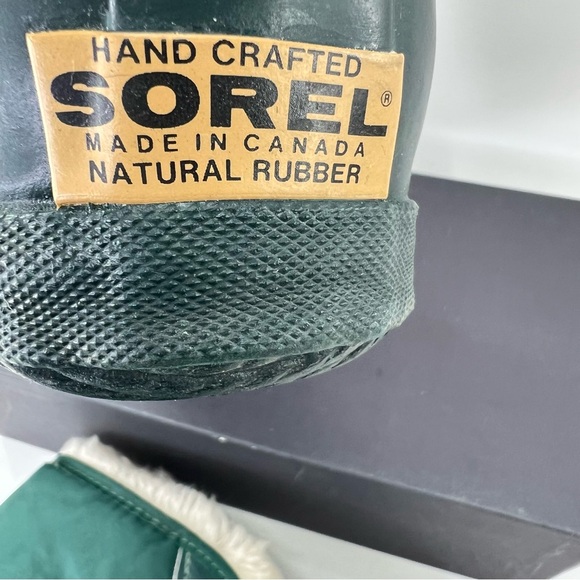 HAND CRAFTED
SOREL®
MADE IN CANADA
NATURAL RUBBER